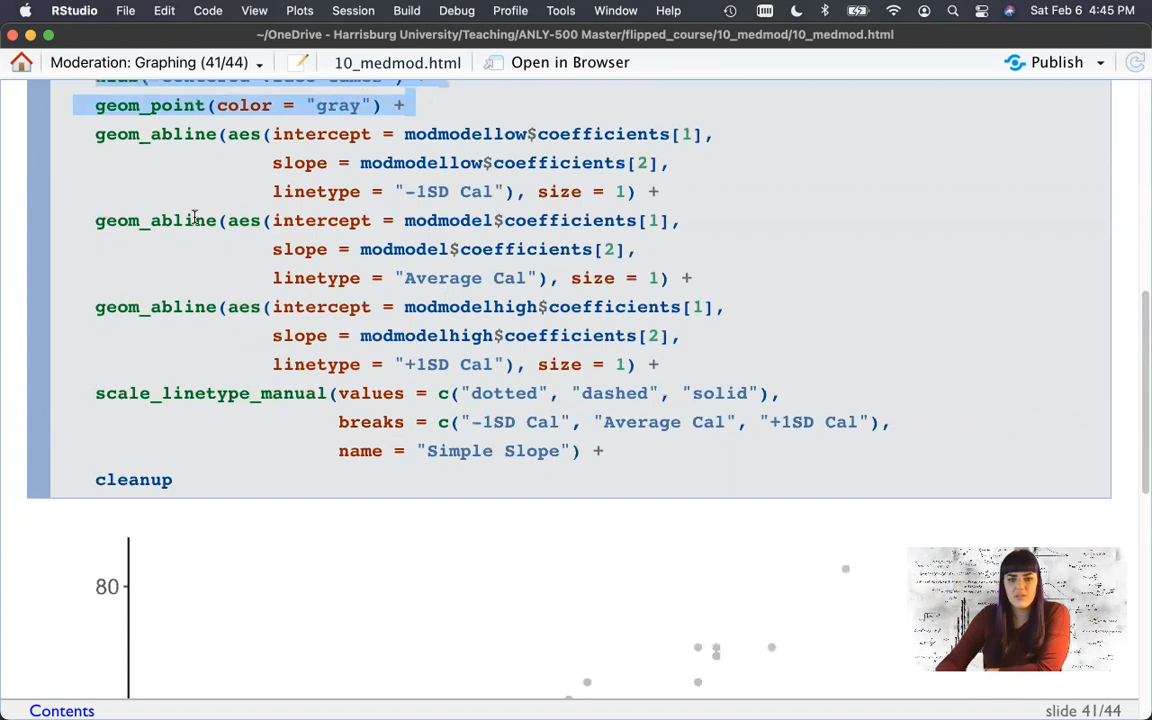 RStudio File Edit Code View Plots Session Build Debug Profile Tools Window Help Sat Feb 6 4:45 PM
~/OneDrive - Harrisburg University/Teaching/ANLY-500 Master/flipped_course/10_medmod/10_medmod.html
Moderation: Graphing (41/44) 10_medmod.html Open in Browser Publish
geom_point(color = "gray") +
geom_abline(aes(intercept = modmodellow$coefficients[1],
slope = modmodellow$coefficients[2],
linetype = "-1SD Cal"), size = 1) +
geom_abline(aes(intercept = modmodel$coefficients[1],
slope = modmodel$coefficients[2],
linetype = "Average Cal"), size = 1) +
geom_abline(aes(intercept = modmodelhigh$coefficients[1],
slope = modmodelhigh$coefficients[2],
linetype = "+1SD Cal"), size = 1) +
scale_linetype_manual(values = c("dotted", "dashed", "solid"),
breaks = c("-1SD Cal", "Average Cal", "+1SD Cal"),
name = "Simple Slope") +
cleanup
80
Contents slide 41/44